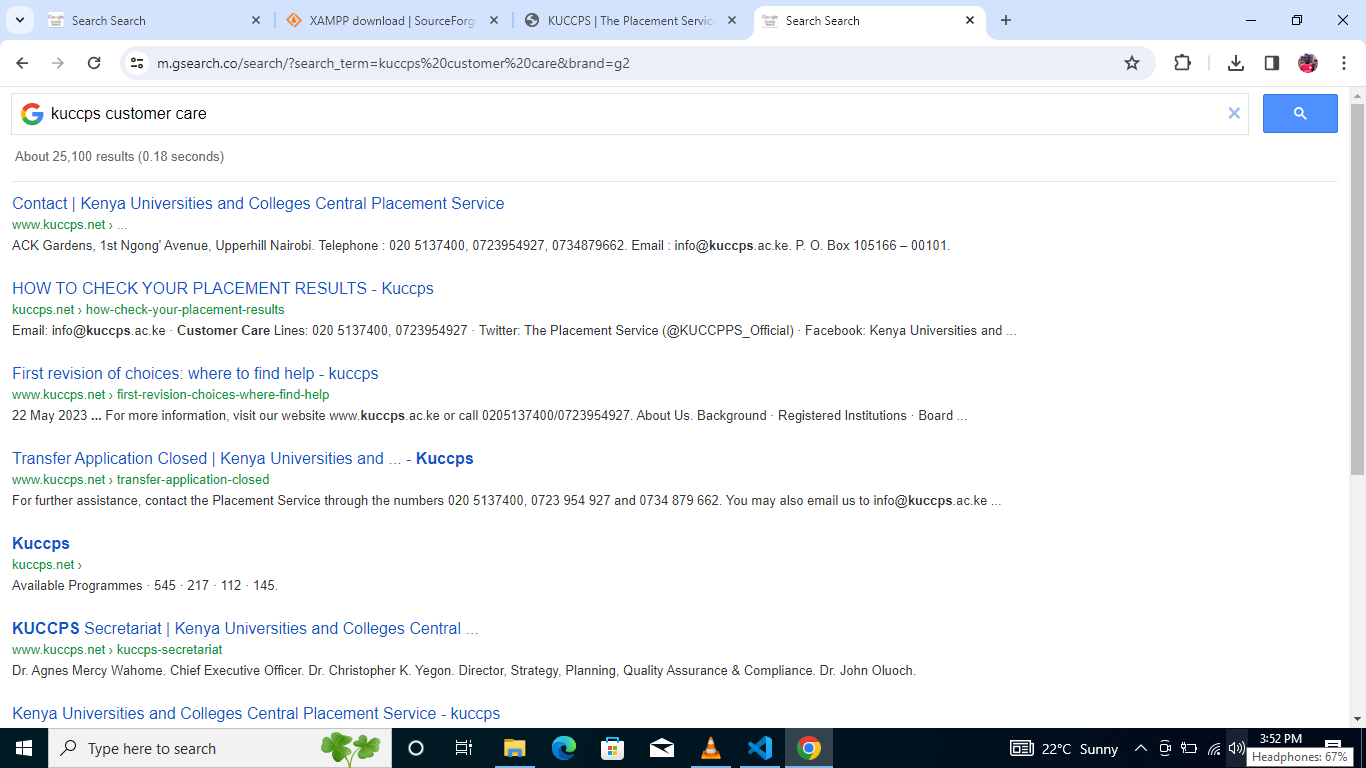 Search Search
XAMPP download | SourceForge
KUCCPS | The Placement Service
Search Search
m.gsearch.co/search/?search_term=kuccps%20customer%20care&brand=g2
kuccps customer care
About 25,100 results (0.18 seconds)
Contact | Kenya Universities and Colleges Central Placement Service
www.kuccps.net › ...
ACK Gardens, 1st Ngong' Avenue, Upperhill Nairobi. Telephone : 020 5137400, 0723954927, 0734879662. Email : info@kuccps.ac.ke. P. O. Box 105166 – 00101.
HOW TO CHECK YOUR PLACEMENT RESULTS - Kuccps
kuccps.net › how-check-your-placement-results
Email: info@kuccps.ac.ke · Customer Care Lines: 020 5137400, 0723954927 · Twitter: The Placement Service (@KUCCPPS_Official) · Facebook: Kenya Universities and ...
First revision of choices: where to find help - kuccps
www.kuccps.net › first-revision-choices-where-find-help
22 May 2023 ... For more information, visit our website www.kuccps.ac.ke or call 0205137400/0723954927. About Us. Background · Registered Institutions · Board ...
Transfer Application Closed | Kenya Universities and ... - Kuccps
www.kuccps.net › transfer-application-closed
For further assistance, contact the Placement Service through the numbers 020 5137400, 0723 954 927 and 0734 879 662. You may also email us to info@kuccps.ac.ke ...
Kuccps
kuccps.net ›
Available Programmes · 545 · 217 · 112 · 145.
KUCCPS Secretariat | Kenya Universities and Colleges Central ...
www.kuccps.net › kuccps-secretariat
Dr. Agnes Mercy Wahome. Chief Executive Officer. Dr. Christopher K. Yegon. Director, Strategy, Planning, Quality Assurance & Compliance. Dr. John Oluoch.
Kenya Universities and Colleges Central Placement Service - kuccps
Type here to search
22°C Sunny
3:52 PM
Headphones: 67%